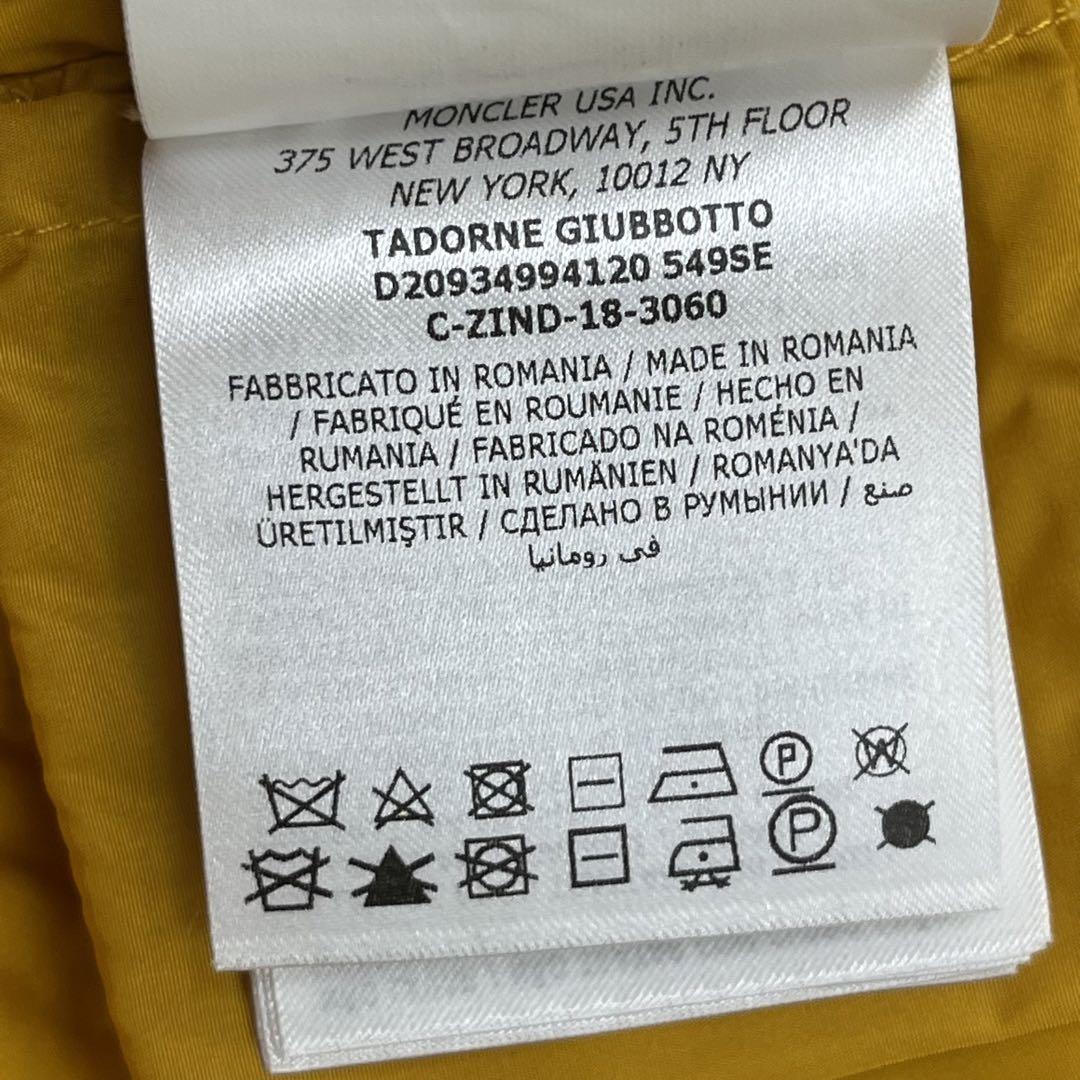 MONCLER USA INC.
375 WEST BROADWAY, 5TH FLOOR
NEW YORK, 10012 NY
TADORNE GIUBBOTTO
D20934994120 549SE
C-ZIND-18-3060
FABBRICATO IN ROMANIA / MADE IN ROMANIA
/ FABRIQUÉ EN ROUMANIE / HECHO EN
RUMANIA / FABRICADO NA ROMÉNIA /
HERGESTELLT IN RUMÄNIEN / ROMANYA'DA
ÜRETILMIŞTIR / СДЕЛАНО В РУМЫНИИ / صنع
في رومانيا
P W
P